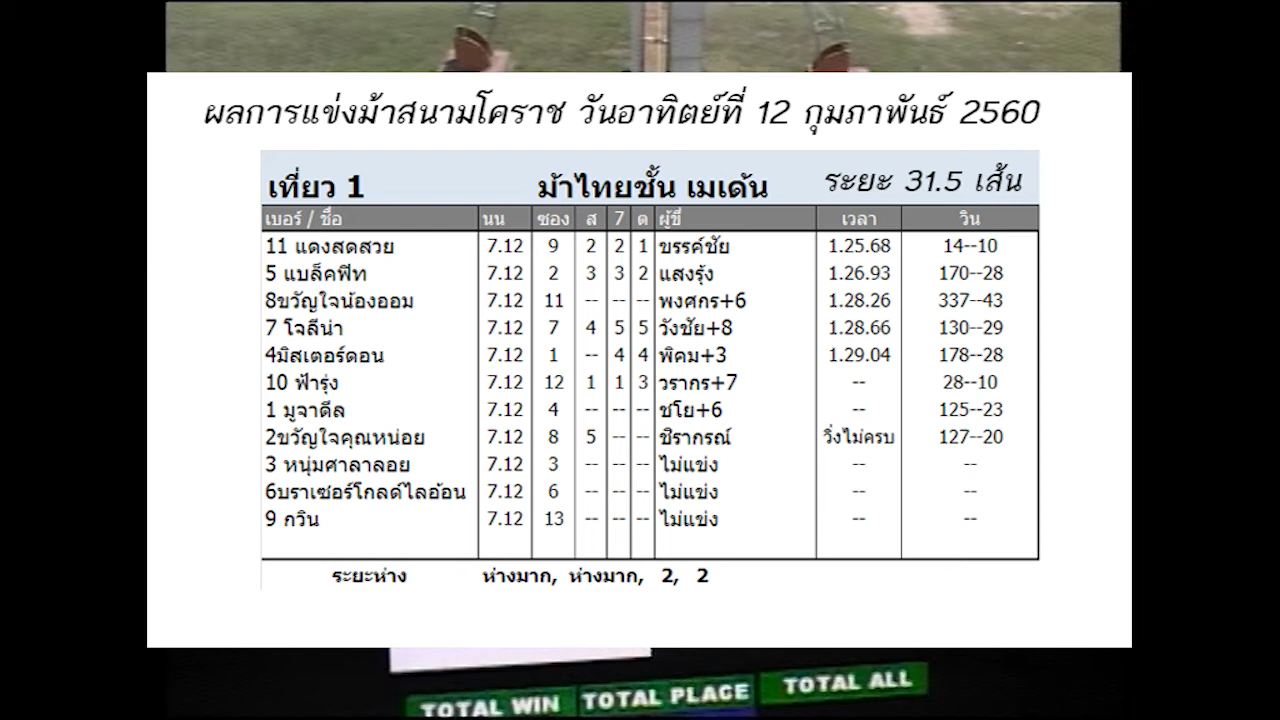 ผลการแข่งม้าสนามโคราช วันอาทิตย์ที่ 12 กุมภาพันธ์ 2560
เที่ยว 1 ม้าไทยชั้น เมเด้น ระยะ 31.5 เส้น
เบอร์ / ชื่อ นน ซอง ส 7 ต ผู้ขี่ เวลา วิน
11 แดงสดสวย 7.12 9 2 2 1 ขรรค์ชัย 1.25.68 14--10
5 แบล็คฟิท 7.12 2 3 3 2 แสงรุ้ง 1.26.93 170--28
8ขวัญใจน้องออม 7.12 11 -- -- -- พงศกร+6 1.28.26 337--43
7 โจลีน่า 7.12 7 4 5 5 วังชัย+8 1.28.66 130--29
4มิสเตอร์ดอน 7.12 1 -- 4 4 พิคม+3 1.29.04 178--28
10 ฟ้ารุ่ง 7.12 12 1 1 3 วรากร+7 -- 28--10
1 มูจาดีล 7.12 4 -- -- -- ชโย+6 -- 125--23
2ขวัญใจคุณหน่อย 7.12 8 5 -- -- ชิรากรณ์ วิ่งไม่ครบ 127--20
3 หนุ่มศาลาลอย 7.12 3 -- -- -- ไม่แข่ง -- --
6บราเซอร์โกลด์ไลอ้อน 7.12 6 -- -- -- ไม่แข่ง -- --
9 กวิน 7.12 13 -- -- -- ไม่แข่ง -- --
ระยะห่าง ห่างมาก, ห่างมาก, 2, 2
TOTAL WIN TOTAL PLACE TOTAL ALL